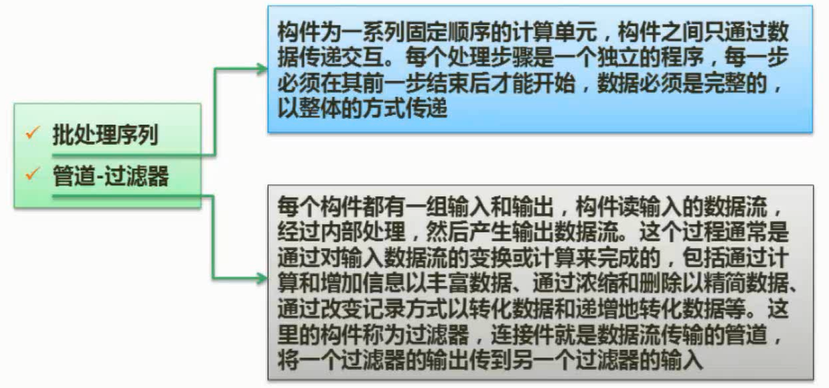 构件为一系列固定顺序的计算单元，构件之间只通过数
据传递交互。每个处理步骤是一个独立的程序，每一步
必须在其前一步结束后才能开始，数据必须是完整的，
以整体的方式传递
批处理序列
管道-过滤器
每个构件都有一组输入和输出，构件读输入的数据流，
经过内部处理，然后产生输出数据流。这个过程通常是
通过对输入数据流的变换或计算来完成的，包括通过计
算和增加信息以丰富数据、通过浓缩和删除以精简数据、
通过改变记录方式以转化数据和递增地转化数据等。这
里的构件称为过滤器，连接件就是数据流传输的管道，
将一个过滤器的输出传到另一个过滤器的输入